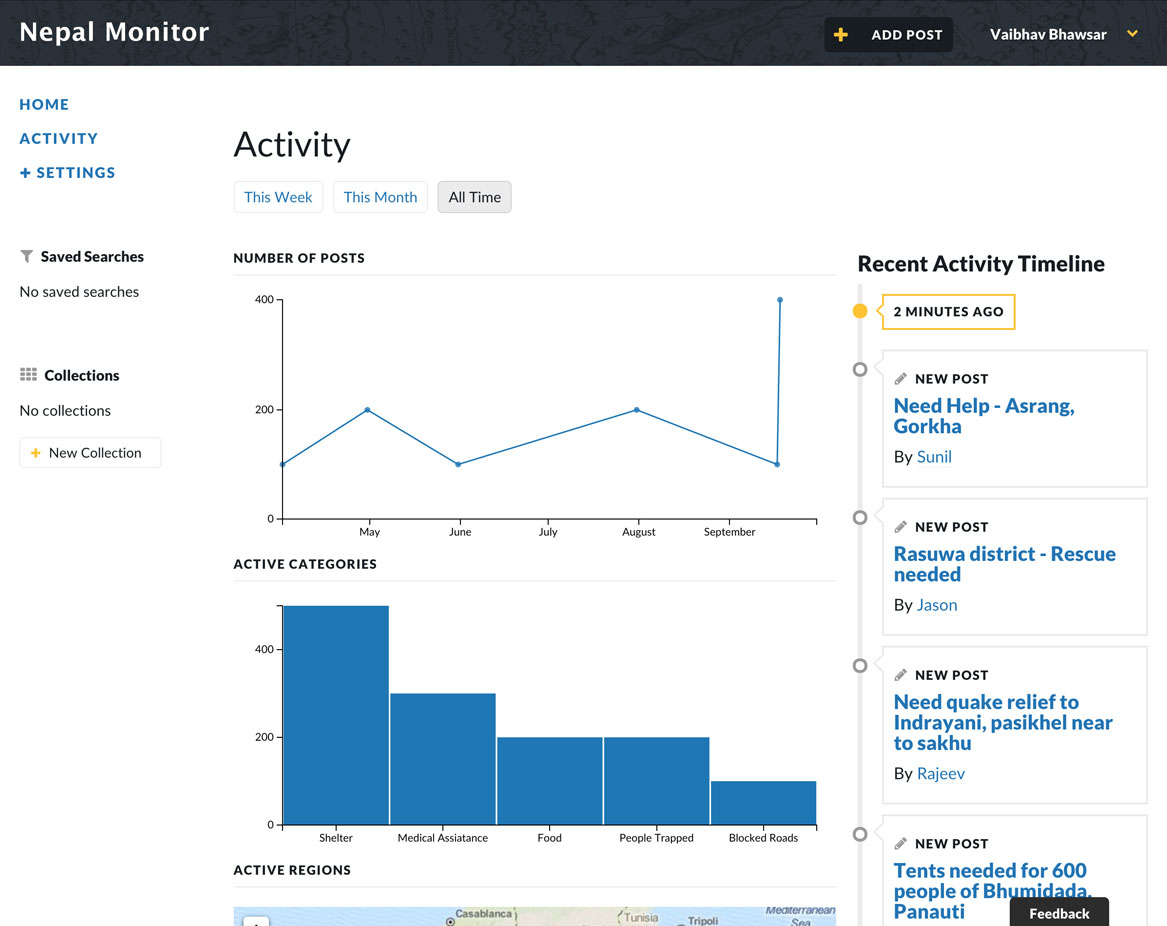 Nepal Monitor
+ ADD POST
Vaibhav Bhawsar
HOME
ACTIVITY
+ SETTINGS
Saved Searches
No saved searches
Collections
No collections
+ New Collection
Activity
This Week
This Month
All Time
NUMBER OF POSTS
400
200
0
May June July August September
ACTIVE CATEGORIES
400
200
0
Shelter Medical Assiatance Food People Trapped Blocked Roads
ACTIVE REGIONS
Casablanca
Tunisia
Tripoli
Mediterranean
Sea
Recent Activity Timeline
2 MINUTES AGO
NEW POST
Need Help - Asrang,
Gorkha
By Sunil
NEW POST
Rasuwa district - Rescue
needed
By Jason
NEW POST
Need quake relief to
Indrayani, pasikhel near
to sakhu
By Rajeev
NEW POST
Tents needed for 600
people of Bhumidada,
Panauti
Feedback